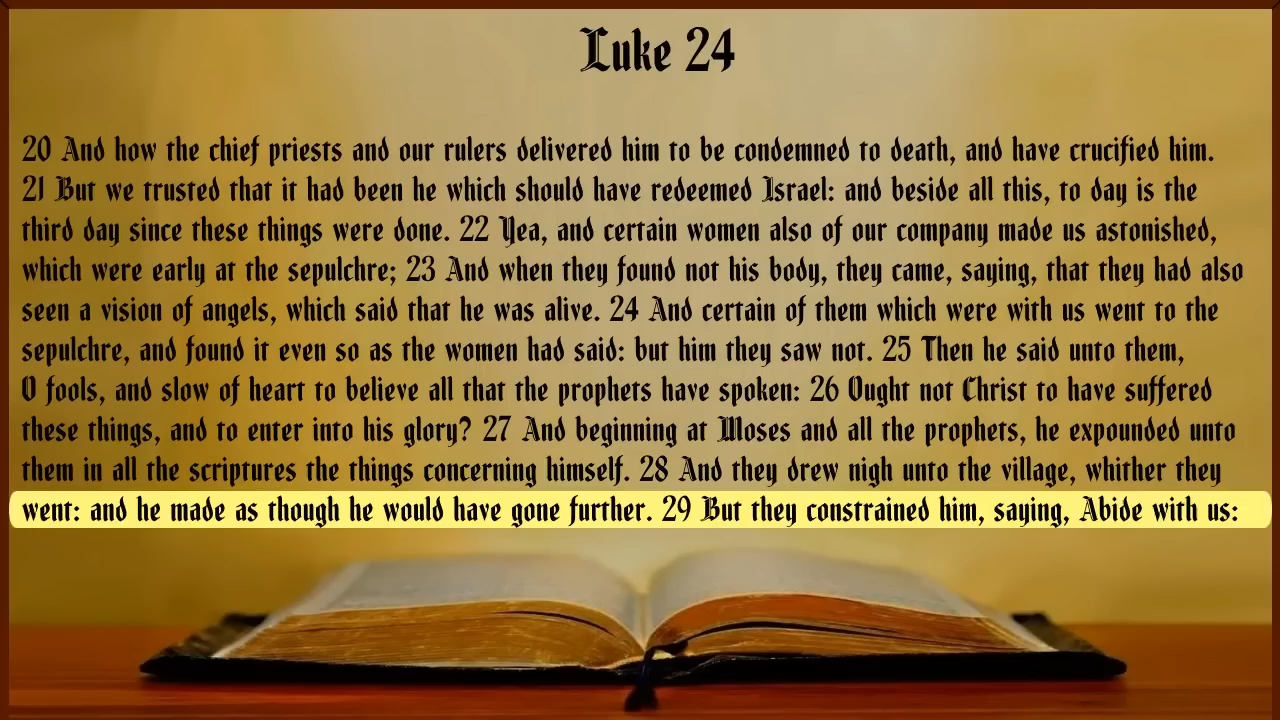 Luke 24
20 And how the chief priests and our rulers delivered him to be condemned to death, and have crucified him.
21 But we trusted that it had been he which should have redeemed Israel: and beside all this, to day is the
third day since these things were done. 22 Yea, and certain women also of our company made us astonished,
which were early at the sepulchre; 23 And when they found not his body, they came, saying, that they had also
seen a vision of angels, which said that he was alive. 24 And certain of them which were with us went to the
sepulchre, and found it even so as the women had said: but him they saw not. 25 Then he said unto them,
O fools, and slow of heart to believe all that the prophets have spoken: 26 Ought not Christ to have suffered
these things, and to enter into his glory? 27 And beginning at Moses and all the prophets, he expounded unto
them in all the scriptures the things concerning himself. 28 And they drew nigh unto the village, whither they
went: and he made as though he would have gone further. 29 But they constrained him, saying, Abide with us: